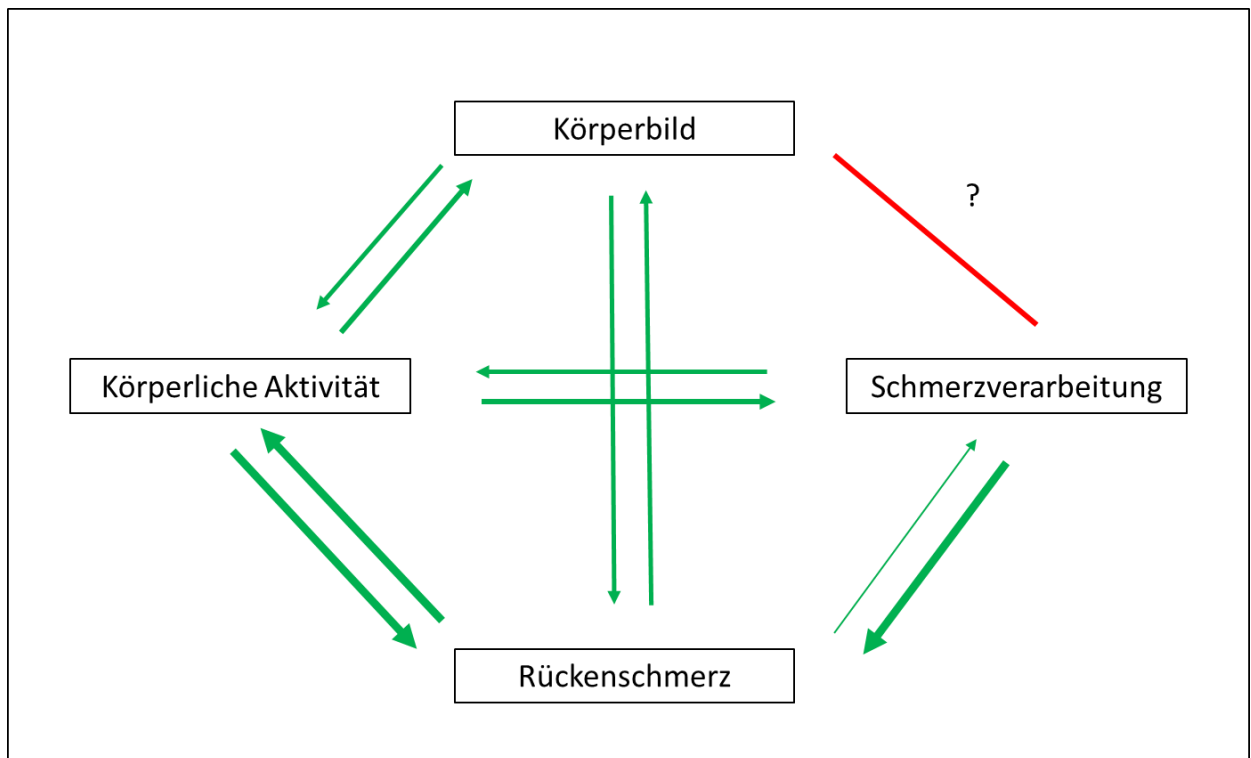 Körperbild
?
Körperliche Aktivität
Schmerzverarbeitung
Rückenschmerz